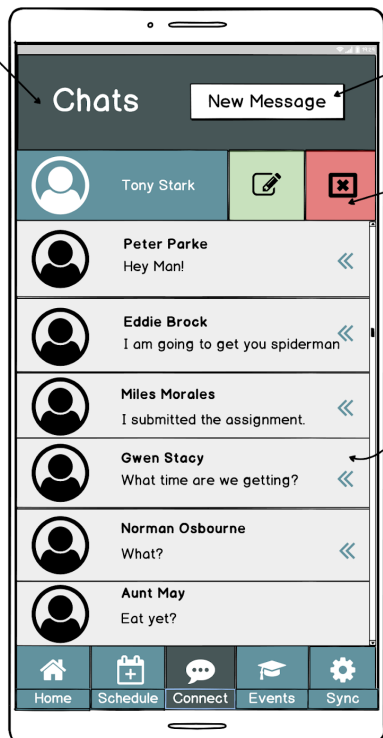 11:29
Chats
New Message
Tony Stark
Peter Parke
Hey Man!
Eddie Brock
I am going to get you spiderman
Miles Morales
I submitted the assignment.
Gwen Stacy
What time are we getting?
Norman Osbourne
What?
Aunt May
Eat yet?
Home Schedule Connect Events Sync